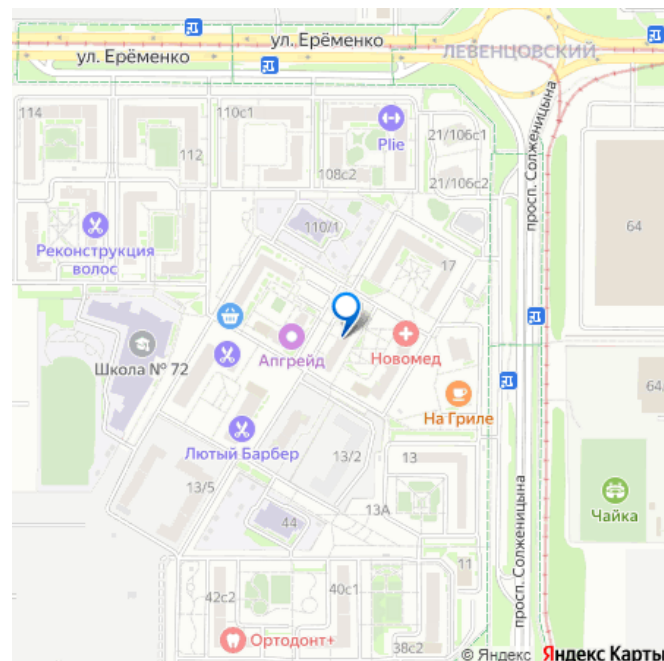 ул. Ерёменко
ул. Ерёменко
ЛЕВЕНЦОВСКИЙ
114
110с1
112
Plie
21/106с1
108с2
21/106с2
просп. Солженицына
64
110/1
Реконструкция
волос
17
Школа № 72
Апгрейд
Новомед
64
На Гриле
Лютый Барбер
13/2
13
13/5
13А
Чайка
44
11
просп. Солженицына
42с2
40с1
Ортодонт+
38с2
© Яндекс Яндекс Карты